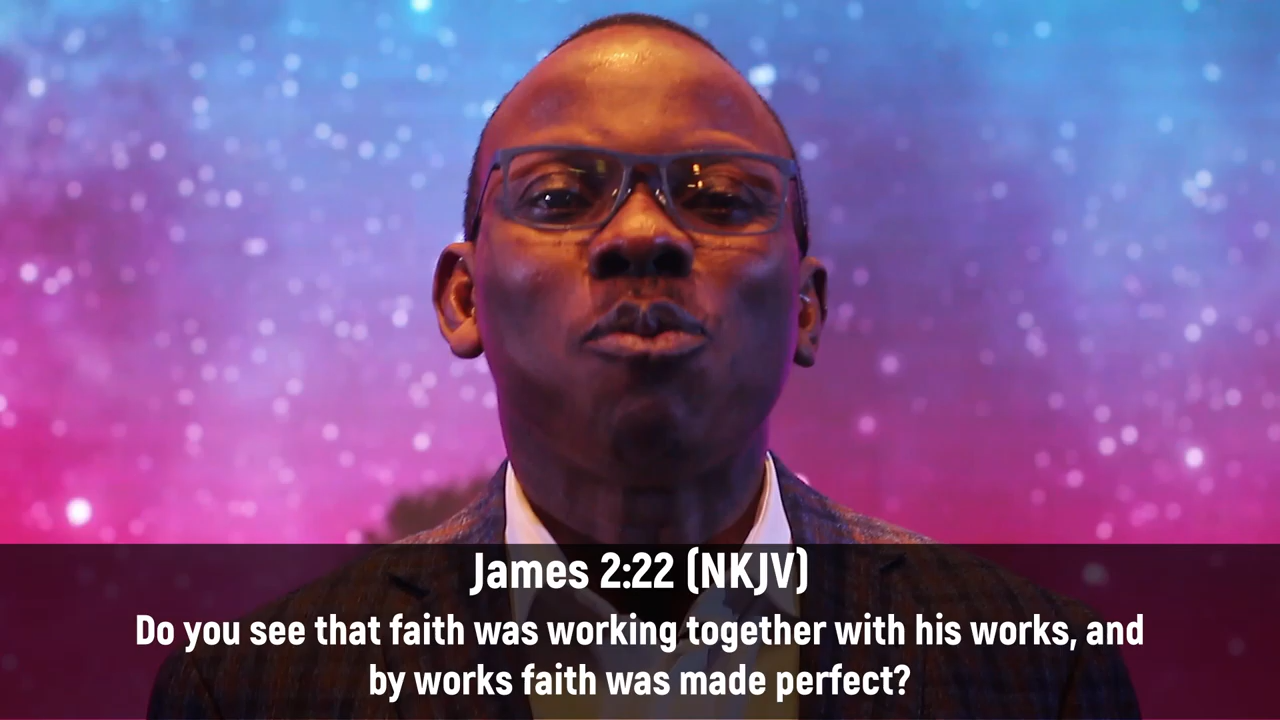 James 2:22 (NKJV)
Do you see that faith was working together with his works, and
by works faith was made perfect?